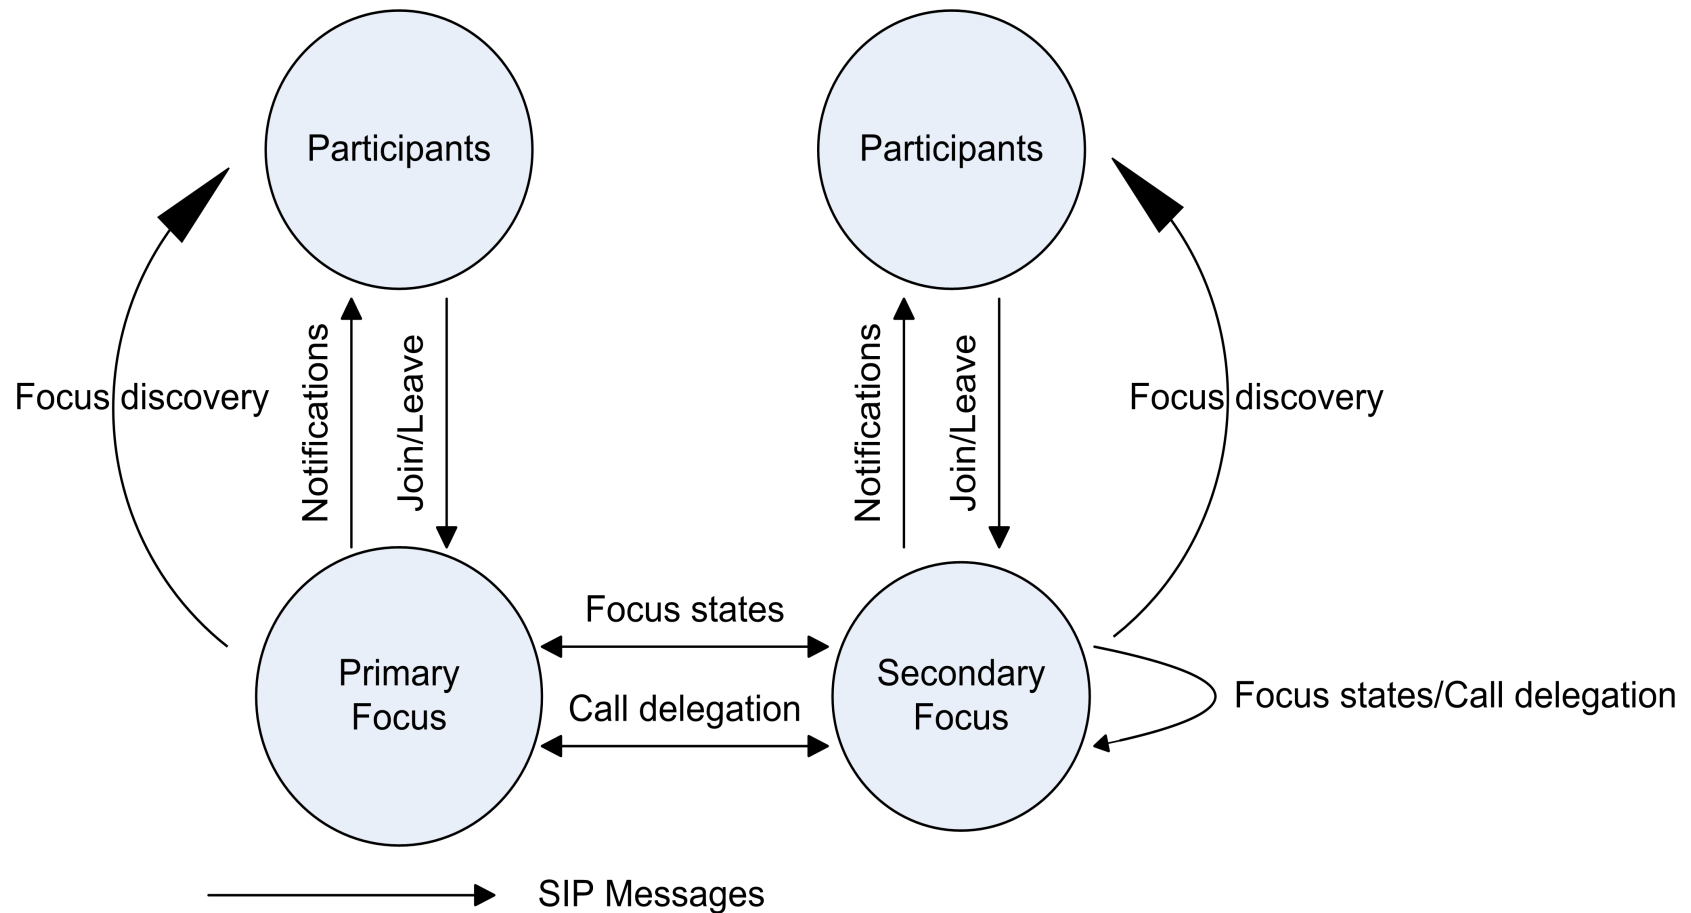 Participants
Participants
Notifications
Join/Leave
Notifications
Join/Leave
Focus discovery
Focus discovery
Focus states
Primary
Focus
Secondary
Focus
Call delegation
Focus states/Call delegation
SIP Messages